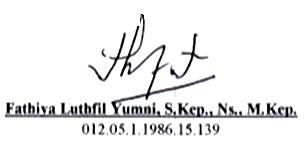 Fathiya Luthfil Yumni, S.Kep., Ns., M.Kep.
012.05.1.1986.15.139